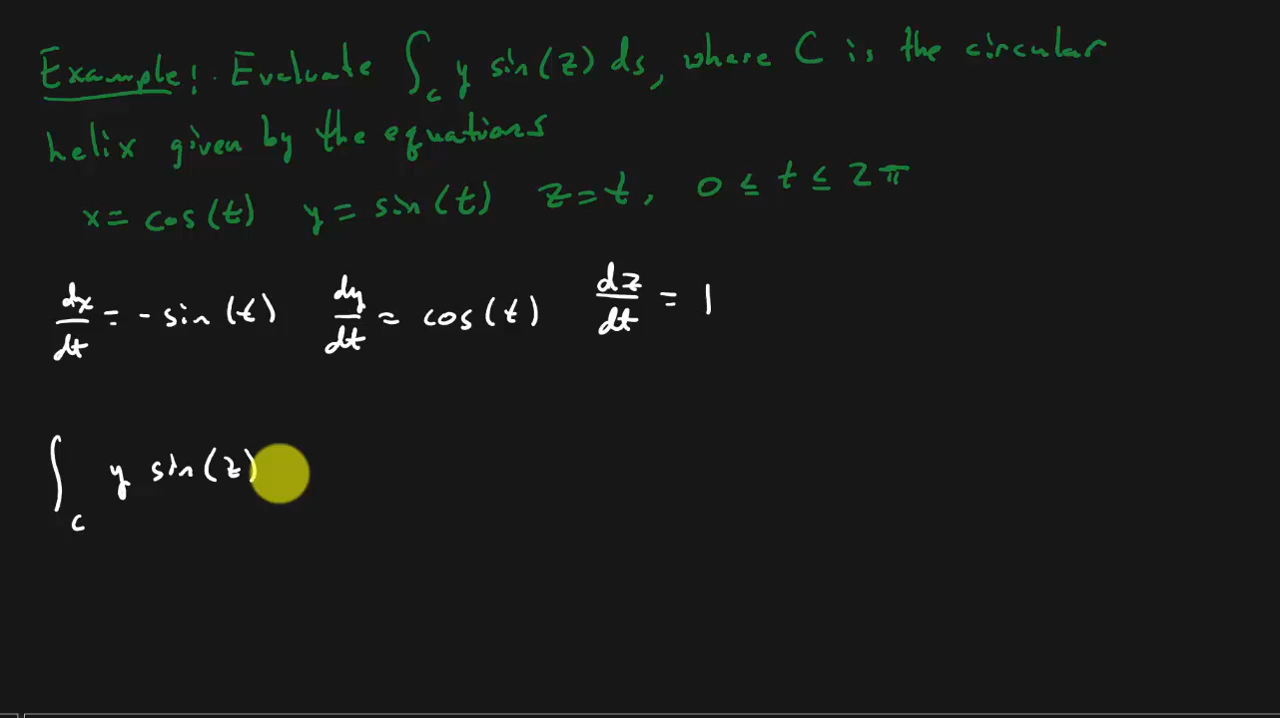 Example: Evaluate ∫_C y sin(z) ds, where C is the circular
helix given by the equations
x = cos(t) y = sin(t) z = t, 0 ≤ t ≤ 2π
dx/dt = -sin(t) dy/dt = cos(t) dz/dt = 1
∫_C y sin(z)